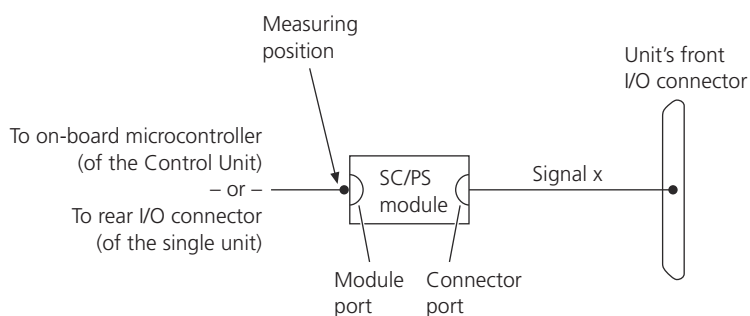 Measuring
position
Unit's front
I/O connector
To on-board microcontroller
(of the Control Unit)
– or –
To rear I/O connector
(of the single unit)
SC/PS
module
Signal x
Module
port
Connector
port